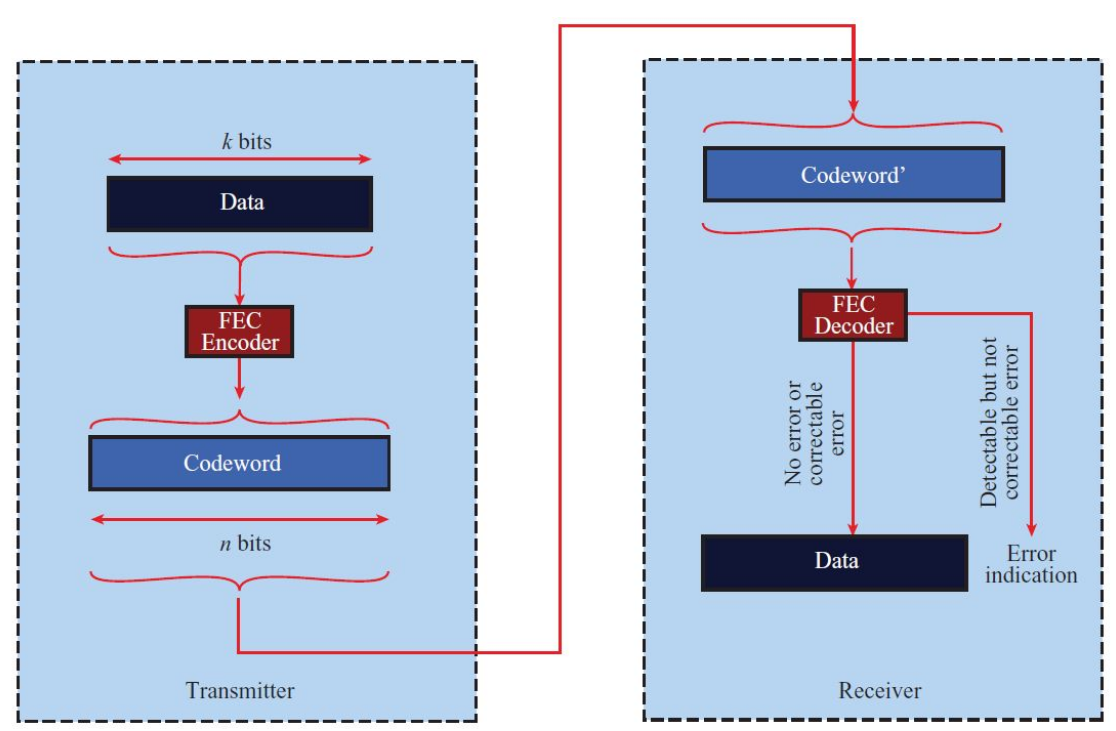 k bits
Data
FEC
Encoder
Codeword
n bits
Transmitter
Codeword’
FEC
Decoder
No error or
correctable
error
Detectable but not
correctable error
Data
Error
indication
Receiver